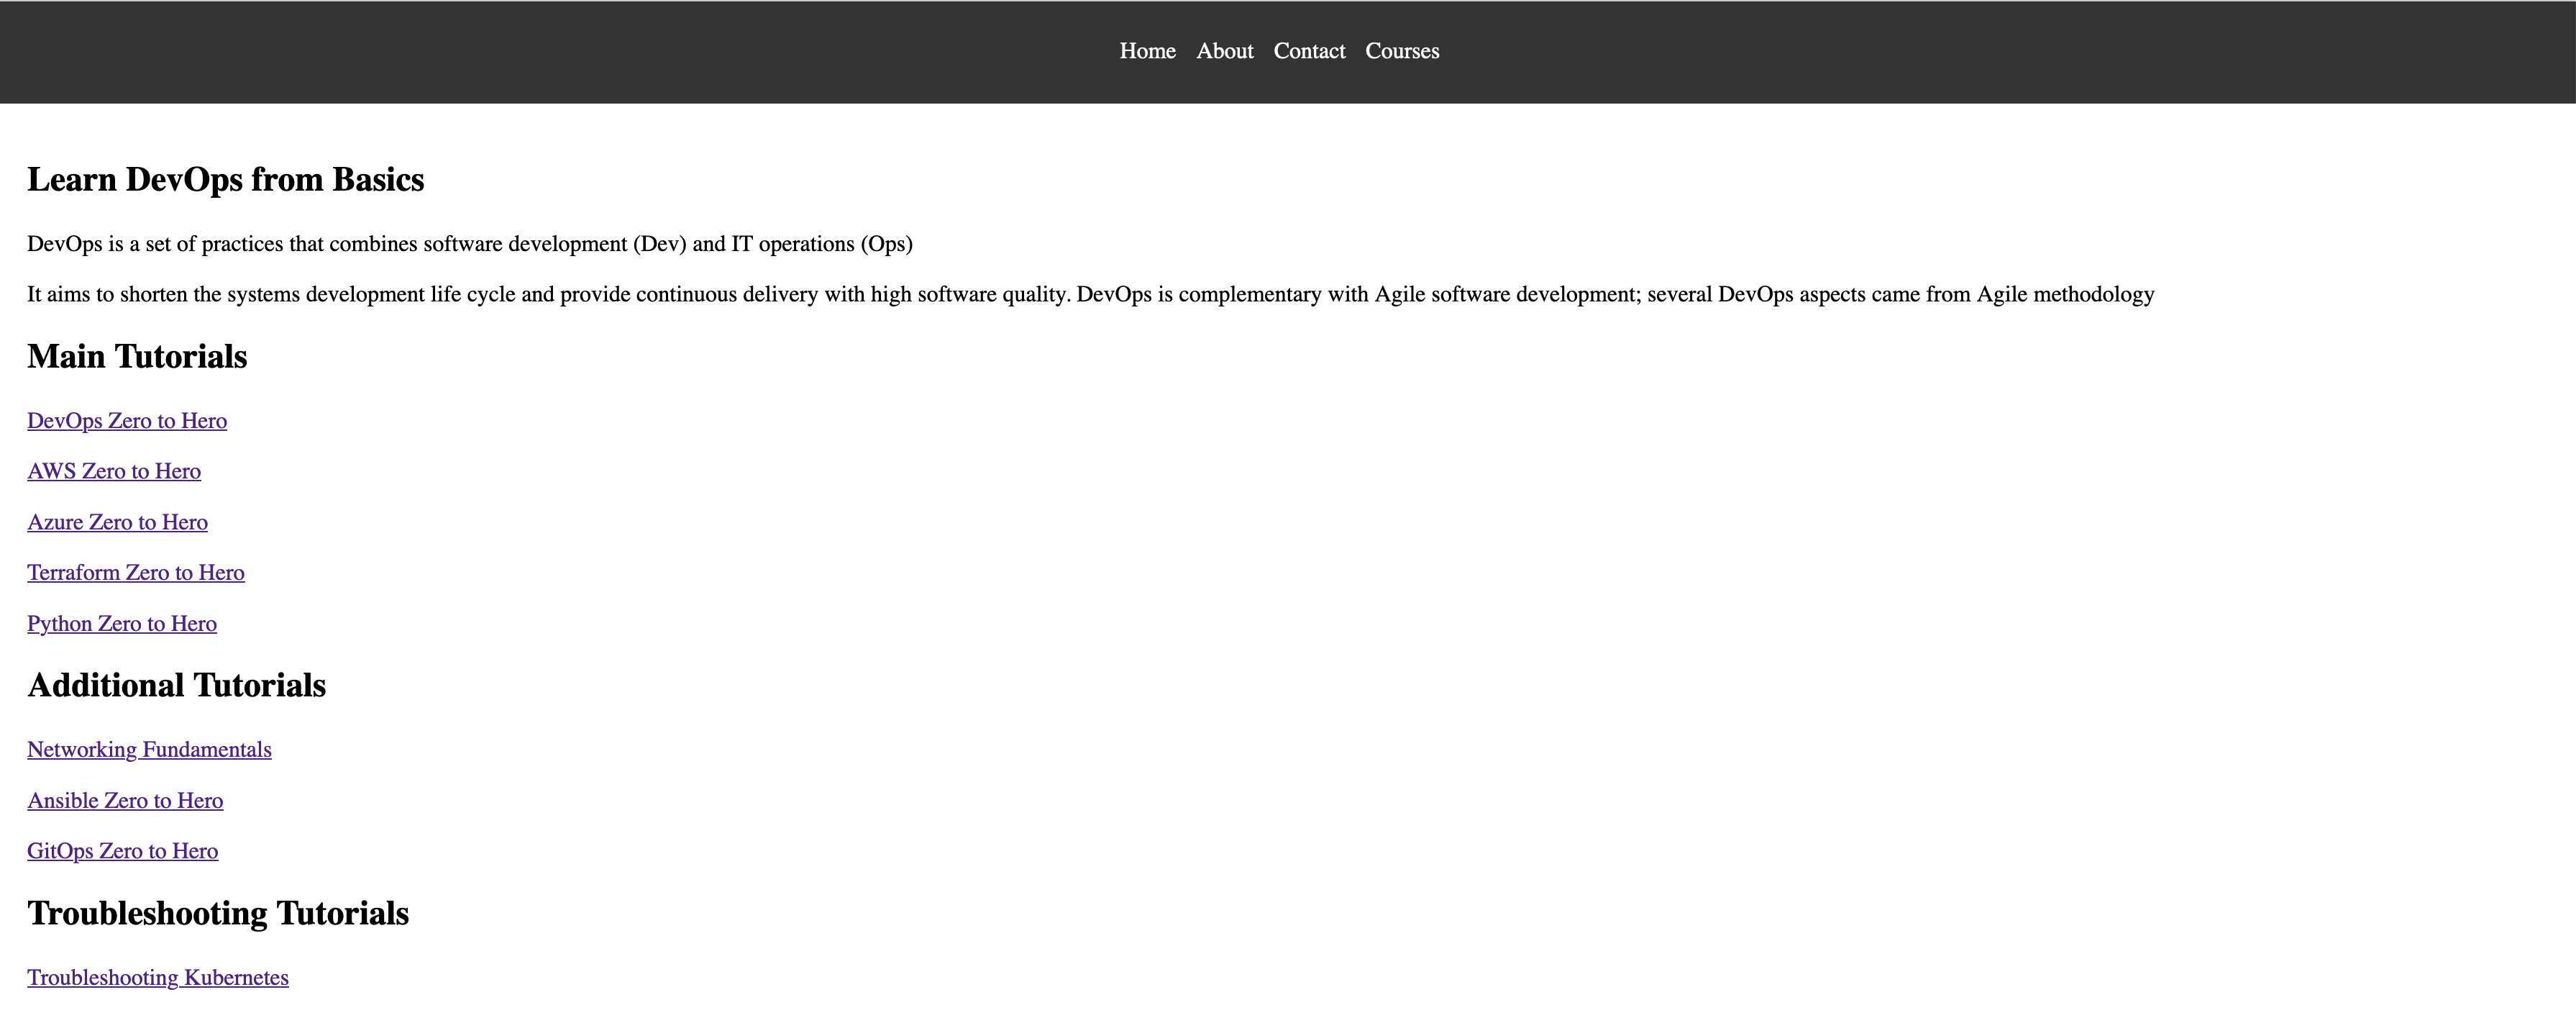 Home About Contact Courses
Learn DevOps from Basics
DevOps is a set of practices that combines software development (Dev) and IT operations (Ops)
It aims to shorten the systems development life cycle and provide continuous delivery with high software quality. DevOps is complementary with Agile software development; several DevOps aspects came from Agile methodology
Main Tutorials
DevOps Zero to Hero
AWS Zero to Hero
Azure Zero to Hero
Terraform Zero to Hero
Python Zero to Hero
Additional Tutorials
Networking Fundamentals
Ansible Zero to Hero
GitOps Zero to Hero
Troubleshooting Tutorials
Troubleshooting Kubernetes